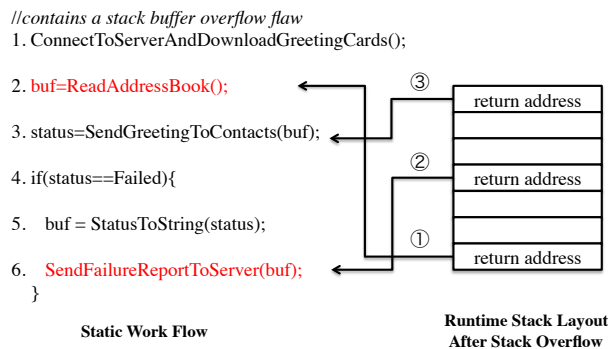 //contains a stack buffer overflow flaw
1. ConnectToServerAndDownloadGreetingCards();
2. buf=ReadAddressBook();
3. status=SendGreetingToContacts(buf);
4. if(status==Failed){
5. buf = StatusToString(status);
6. SendFailureReportToServer(buf);
}
Static Work Flow
③
return address
②
return address
①
return address
Runtime Stack Layout
After Stack Overflow